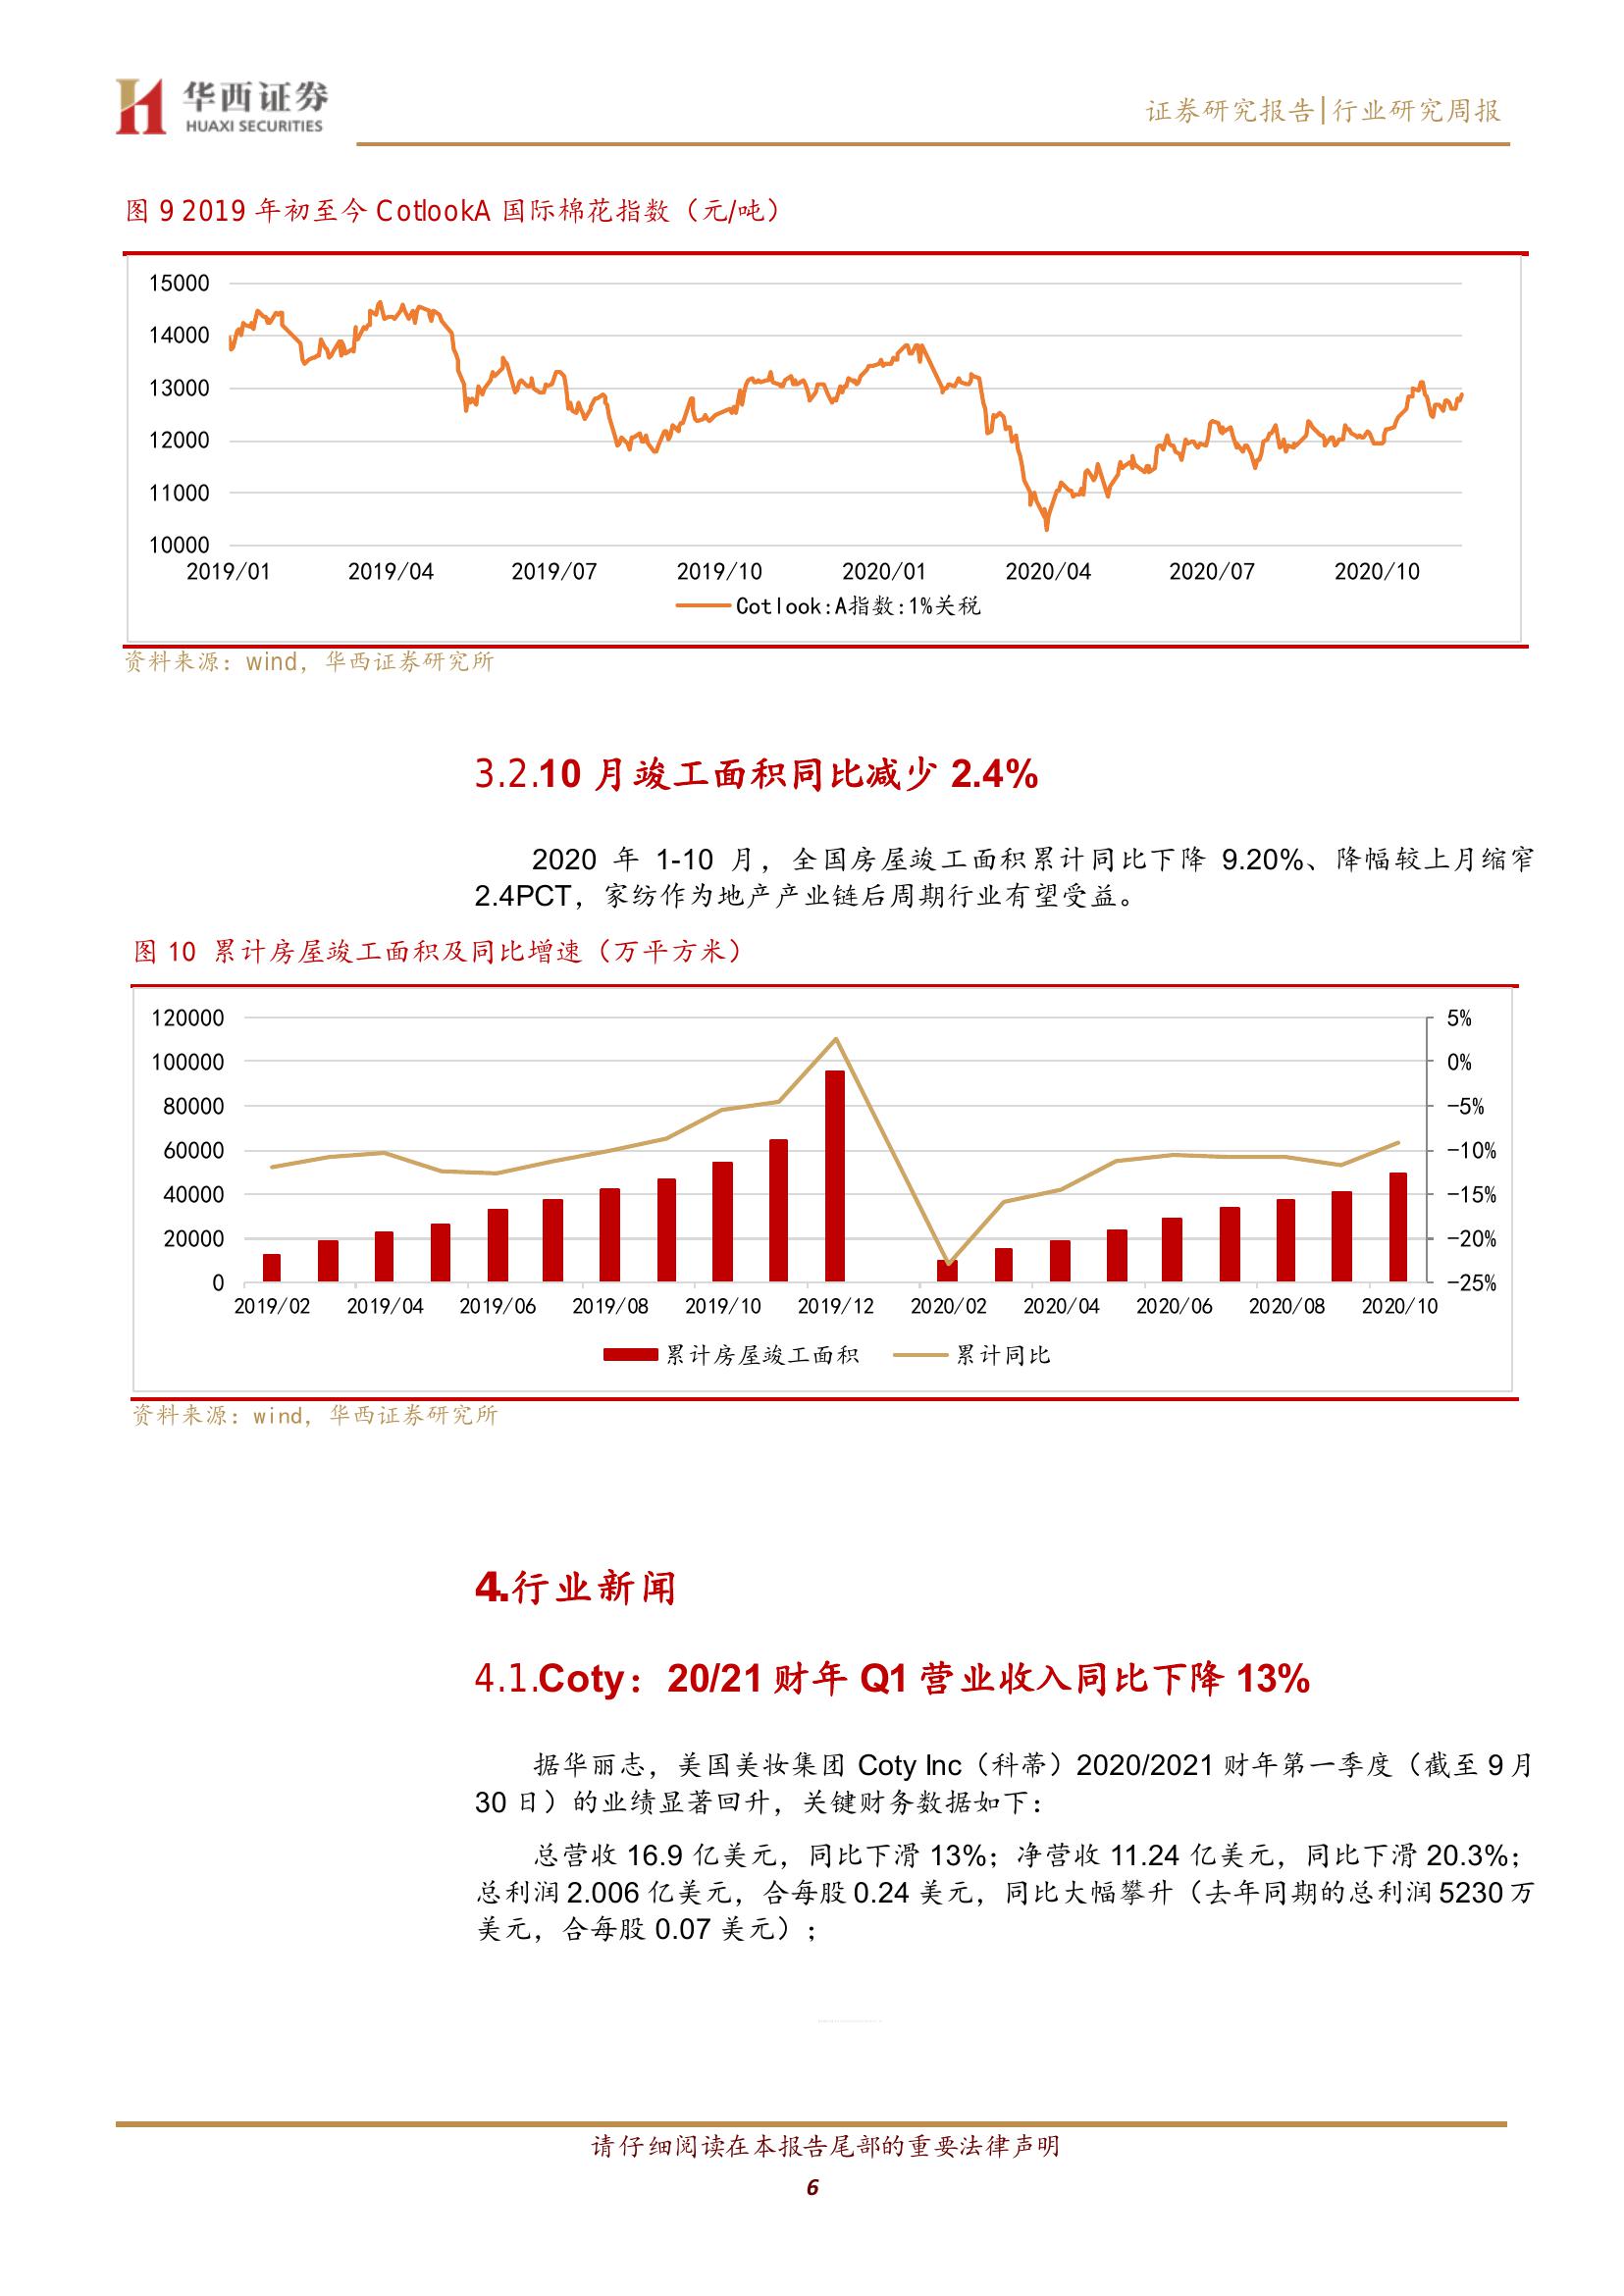 华西证券
HUAXI SECURITIES
证券研究报告|行业研究周报
图 9 2019 年初至今 CotlookA 国际棉花指数（元/吨）
15000
14000
13000
12000
11000
10000
2019/01 2019/04 2019/07 2019/10 2020/01 2020/04 2020/07 2020/10
Cotlook:A指数:1%关税
资料来源：wind，华西证券研究所
3.2.10 月竣工面积同比减少 2.4%
2020 年 1-10 月，全国房屋竣工面积累计同比下降 9.20%、降幅较上月缩窄
2.4PCT，家纺作为地产产业链后周期行业有望受益。
图 10 累计房屋竣工面积及同比增速（万平方米）
120000 5%
100000 0%
80000 -5%
60000 -10%
40000 -15%
20000 -20%
0 -25%
2019/02 2019/04 2019/06 2019/08 2019/10 2019/12 2020/02 2020/04 2020/06 2020/08 2020/10
累计房屋竣工面积 累计同比
资料来源：wind，华西证券研究所
4.行业新闻
4.1.Coty：20/21 财年 Q1 营业收入同比下降 13%
据华丽志，美国美妆集团 Coty Inc（科蒂）2020/2021 财年第一季度（截至 9 月
30 日）的业绩显著回升，关键财务数据如下：
总营收 16.9 亿美元，同比下滑 13%；净营收 11.24 亿美元，同比下滑 20.3%；
总利润 2.006 亿美元，合每股 0.24 美元，同比大幅攀升（去年同期的总利润 5230 万
美元，合每股 0.07 美元）；
请仔细阅读在本报告尾部的重要法律声明
6